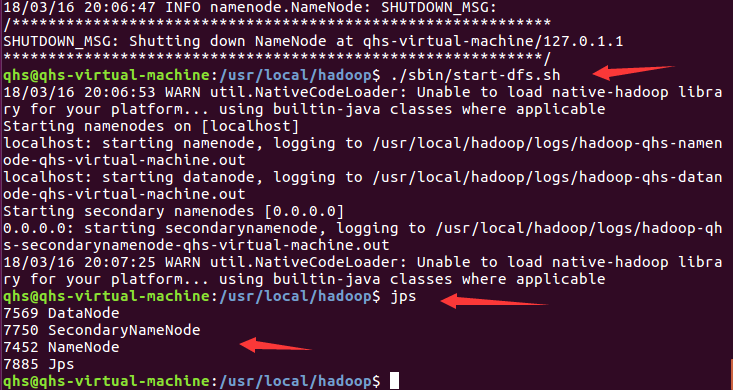 18/03/16 20:06:47 INFO namenode.NameNode: SHUTDOWN_MSG:
/************************************************************
SHUTDOWN_MSG: Shutting down NameNode at qhs-virtual-machine/127.0.1.1
************************************************************/
qhs@qhs-virtual-machine:/usr/local/hadoop$ ./sbin/start-dfs.sh
18/03/16 20:06:53 WARN util.NativeCodeLoader: Unable to load native-hadoop libra
ry for your platform... using builtin-java classes where applicable
Starting namenodes on [localhost]
localhost: starting namenode, logging to /usr/local/hadoop/logs/hadoop-qhs-namen
ode-qhs-virtual-machine.out
localhost: starting datanode, logging to /usr/local/hadoop/logs/hadoop-qhs-datan
ode-qhs-virtual-machine.out
Starting secondary namenodes [0.0.0.0]
0.0.0.0: starting secondarynamenode, logging to /usr/local/hadoop/logs/hadoop-qh
s-secondarynamenode-qhs-virtual-machine.out
18/03/16 20:07:25 WARN util.NativeCodeLoader: Unable to load native-hadoop libra
ry for your platform... using builtin-java classes where applicable
qhs@qhs-virtual-machine:/usr/local/hadoop$ jps
7569 DataNode
7750 SecondaryNameNode
7452 NameNode
7885 Jps
qhs@qhs-virtual-machine:/usr/local/hadoop$